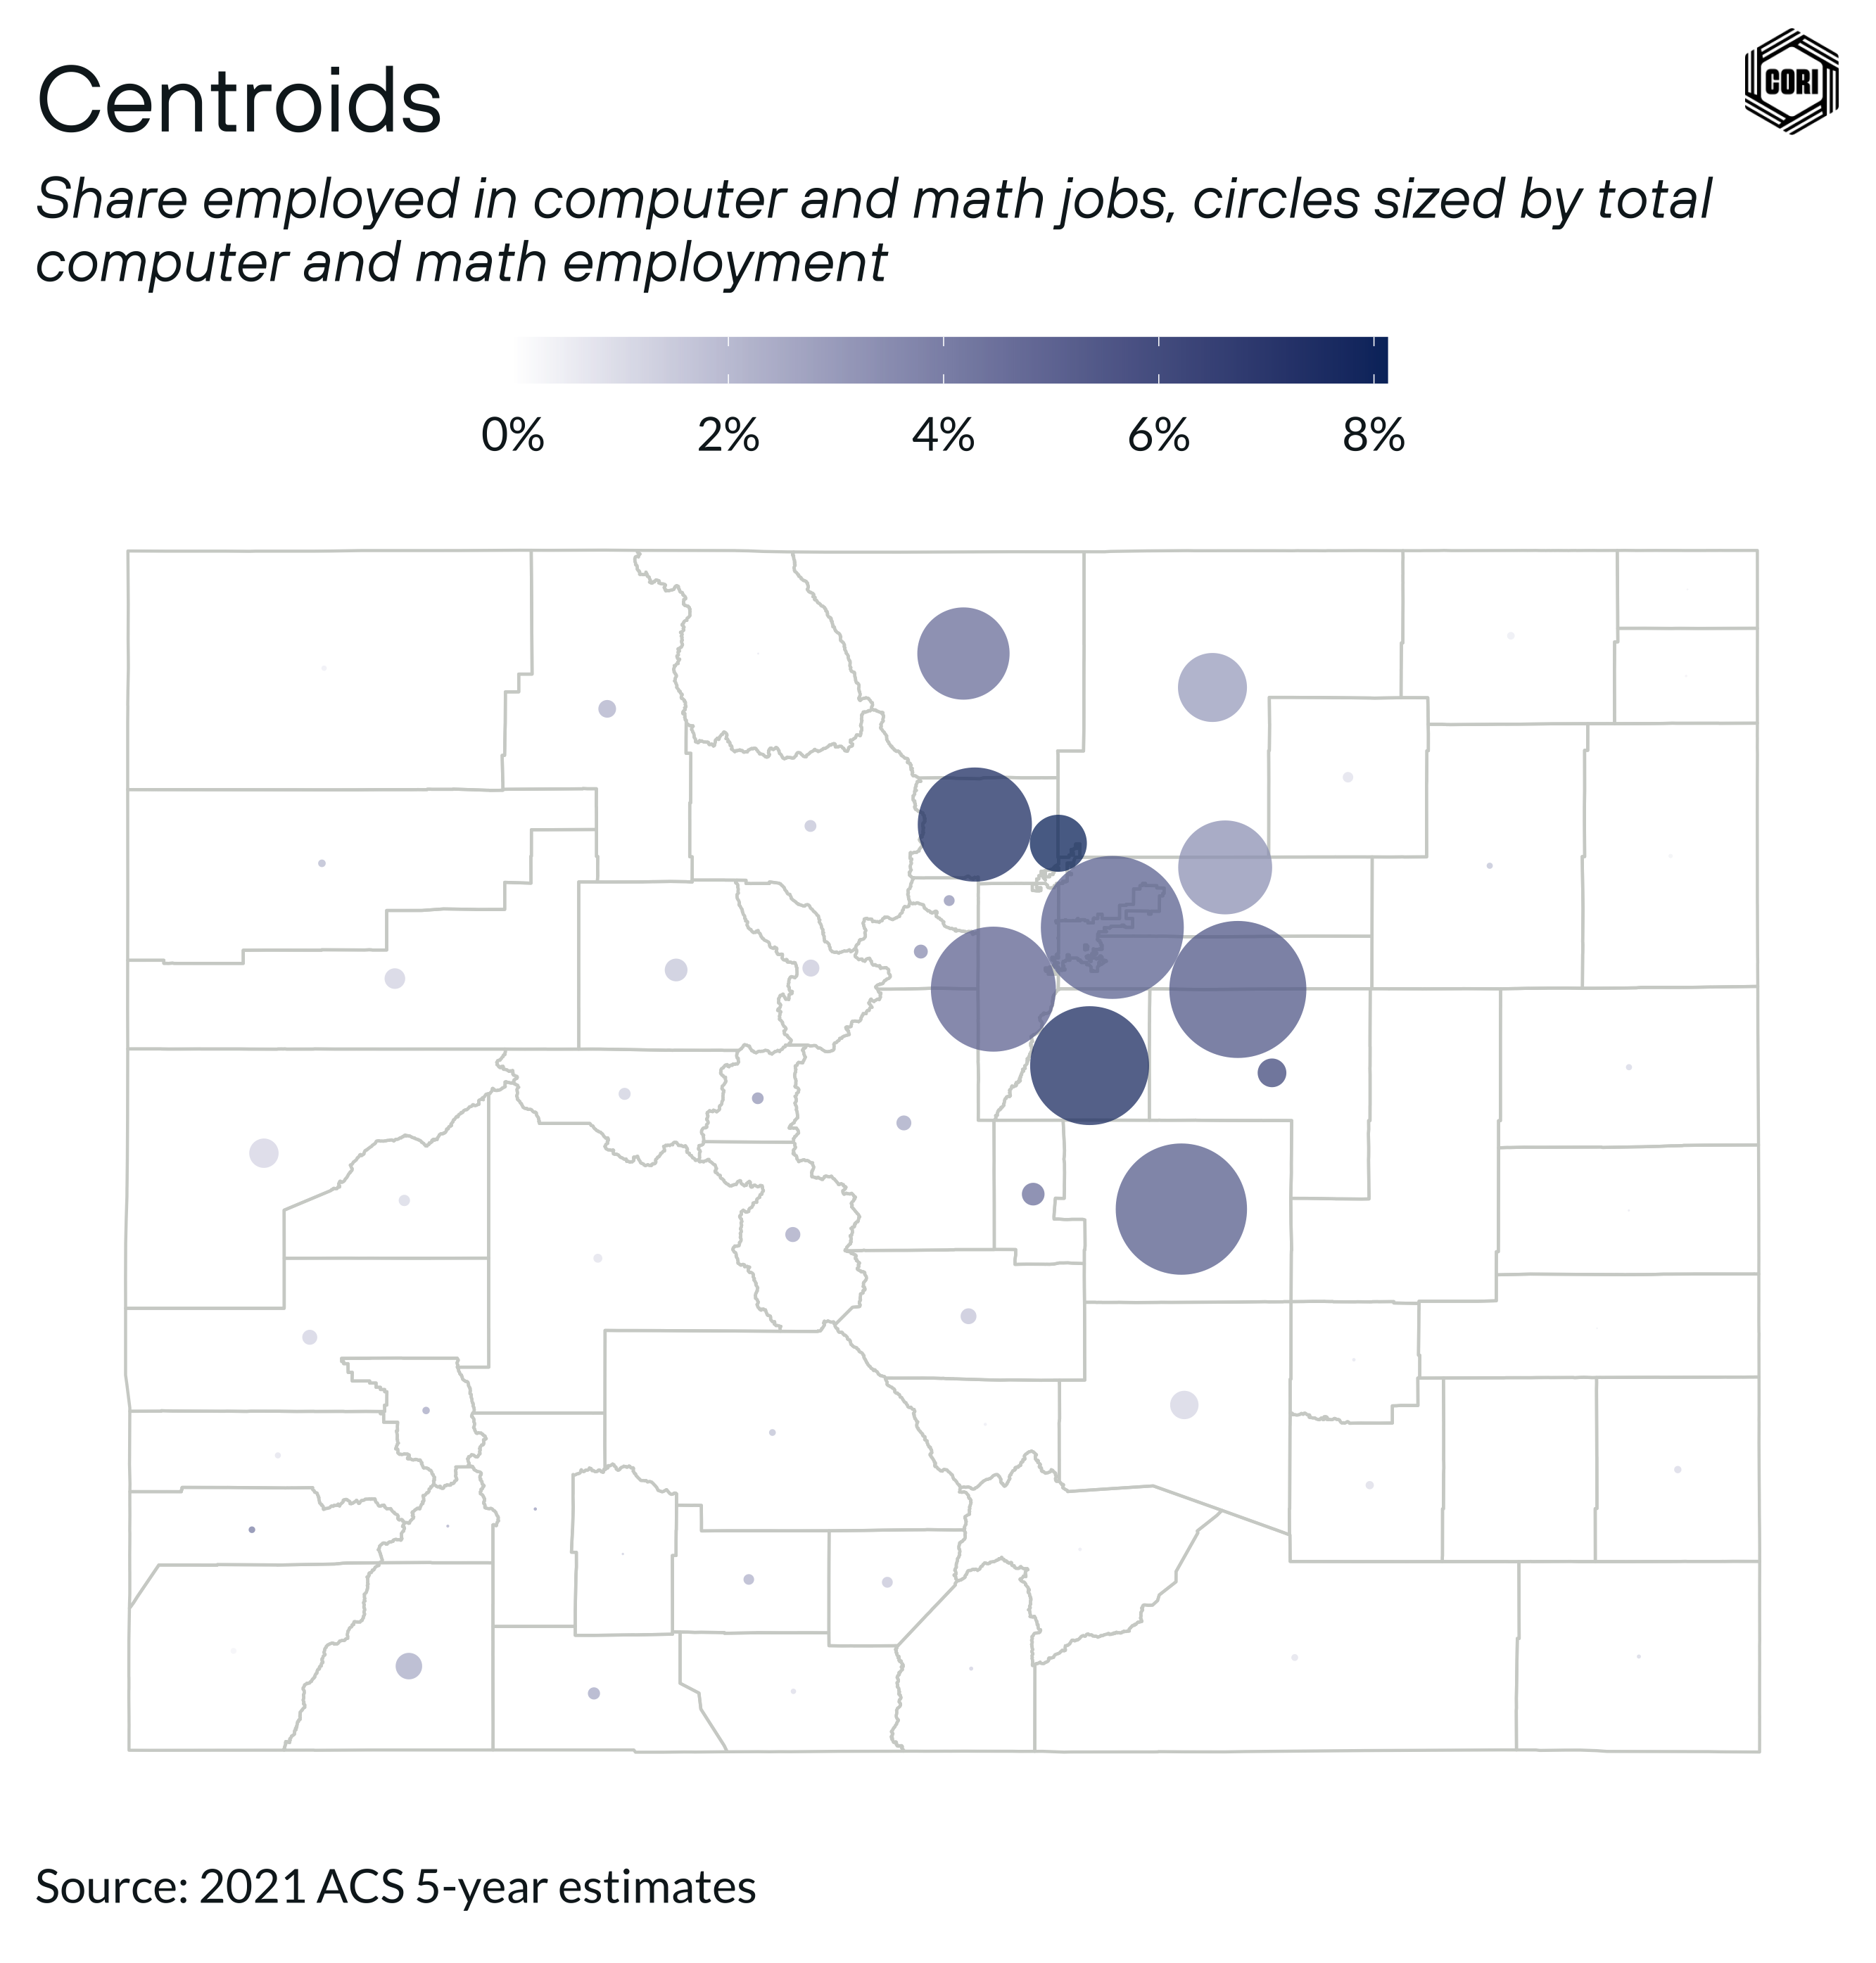 Centroids
CORI
Share employed in computer and math jobs, circles sized by total
computer and math employment
0% 2% 4% 6% 8%
Source: 2021 ACS 5-year estimates